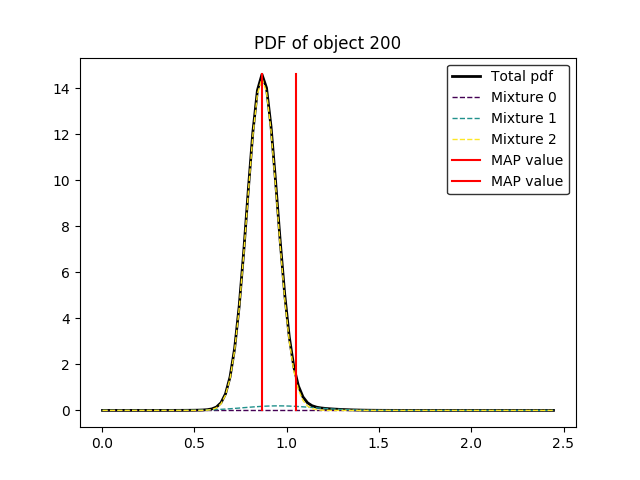 PDF of object 200
Total pdf
Mixture 0
Mixture 1
Mixture 2
MAP value
MAP value
14
12
10
8
6
4
2
0
0.0 0.5 1.0 1.5 2.0 2.5